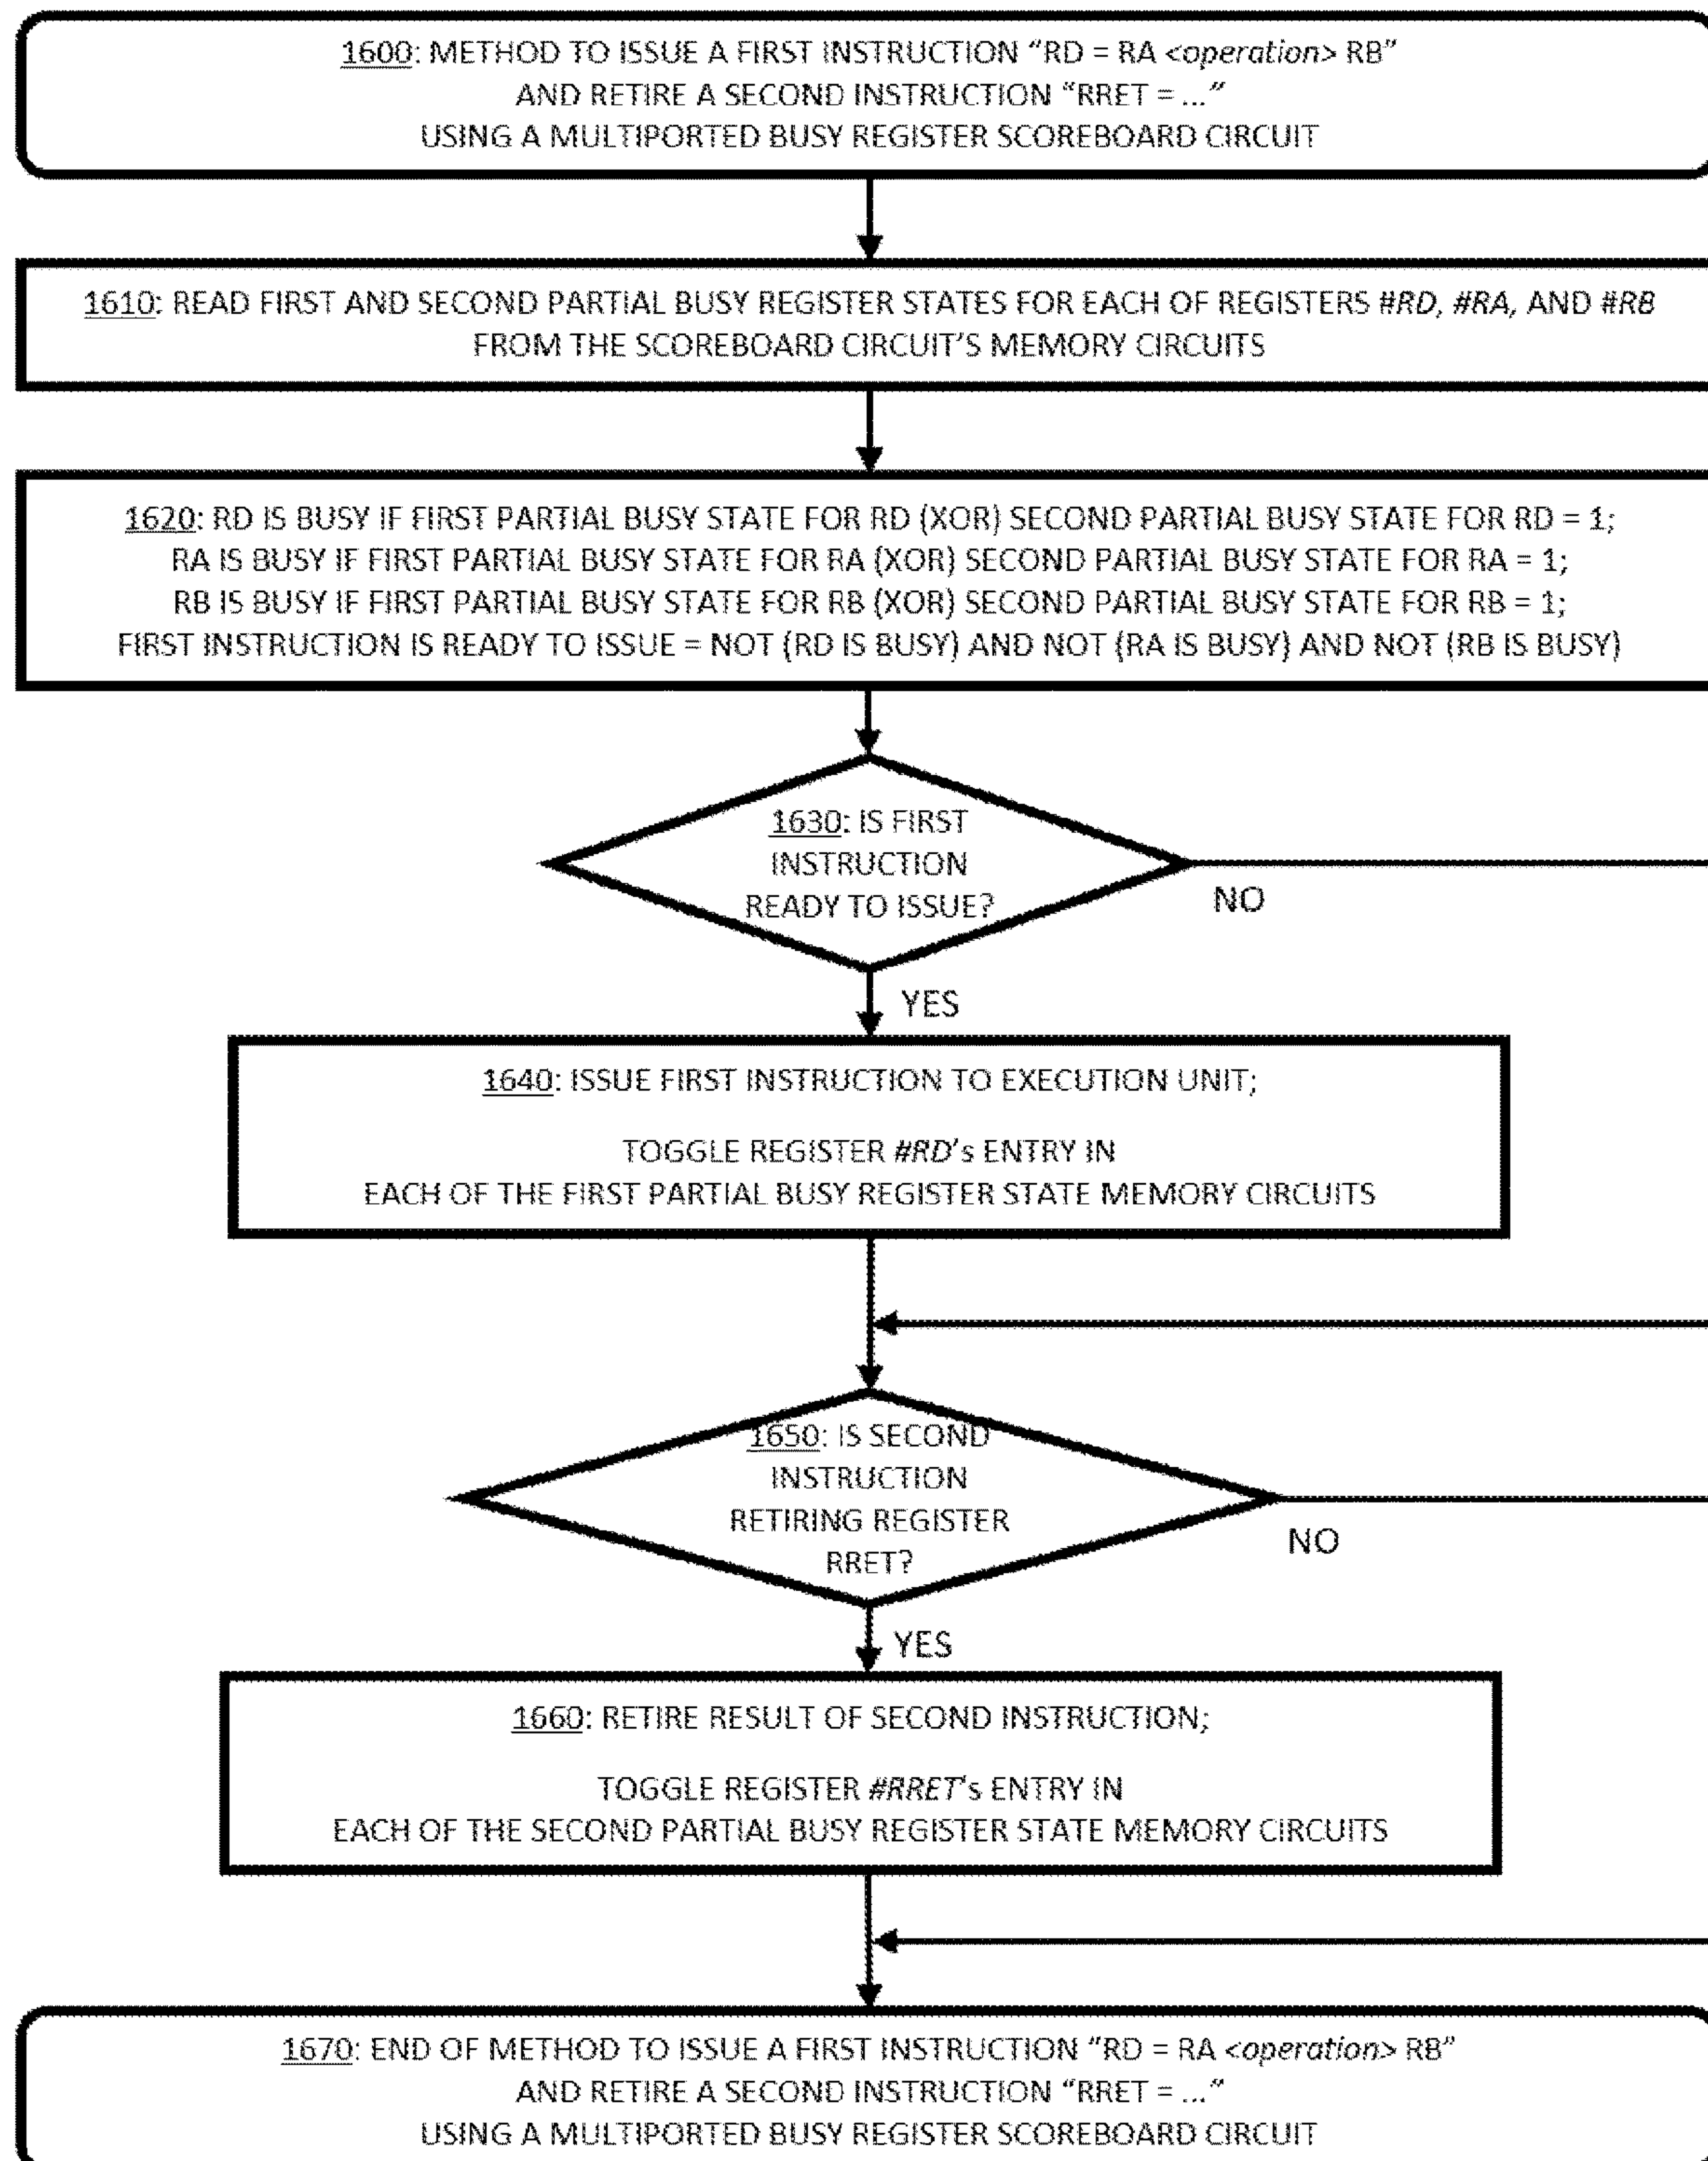 1600: METHOD TO ISSUE A FIRST INSTRUCTION “RD = RA <operation> RB”
AND RETIRE A SECOND INSTRUCTION “RRET = ...”
USING A MULTIPORTED BUSY REGISTER SCOREBOARD CIRCUIT
1610: READ FIRST AND SECOND PARTIAL BUSY REGISTER STATES FOR EACH OF REGISTERS #RD, #RA, AND #RB
FROM THE SCOREBOARD CIRCUIT'S MEMORY CIRCUITS
1620: RD IS BUSY IF FIRST PARTIAL BUSY STATE FOR RD (XOR) SECOND PARTIAL BUSY STATE FOR RD = 1;
RA IS BUSY IF FIRST PARTIAL BUSY STATE FOR RA (XOR) SECOND PARTIAL BUSY STATE FOR RA = 1;
RB IS BUSY IF FIRST PARTIAL BUSY STATE FOR RB (XOR) SECOND PARTIAL BUSY STATE FOR RB = 1;
FIRST INSTRUCTION IS READY TO ISSUE = NOT (RD IS BUSY) AND NOT (RA IS BUSY) AND NOT (RB IS BUSY)
1630: IS FIRST
INSTRUCTION
READY TO ISSUE?
NO
YES
1640: ISSUE FIRST INSTRUCTION TO EXECUTION UNIT;
TOGGLE REGISTER #RD's ENTRY IN
EACH OF THE FIRST PARTIAL BUSY REGISTER STATE MEMORY CIRCUITS
1650: IS SECOND
INSTRUCTION
RETIRING REGISTER
RRET?
NO
YES
1660: RETIRE RESULT OF SECOND INSTRUCTION;
TOGGLE REGISTER #RRET's ENTRY IN
EACH OF THE SECOND PARTIAL BUSY REGISTER STATE MEMORY CIRCUITS
1670: END OF METHOD TO ISSUE A FIRST INSTRUCTION “RD = RA <operation> RB”
AND RETIRE A SECOND INSTRUCTION “RRET = ...”
USING A MULTIPORTED BUSY REGISTER SCOREBOARD CIRCUIT